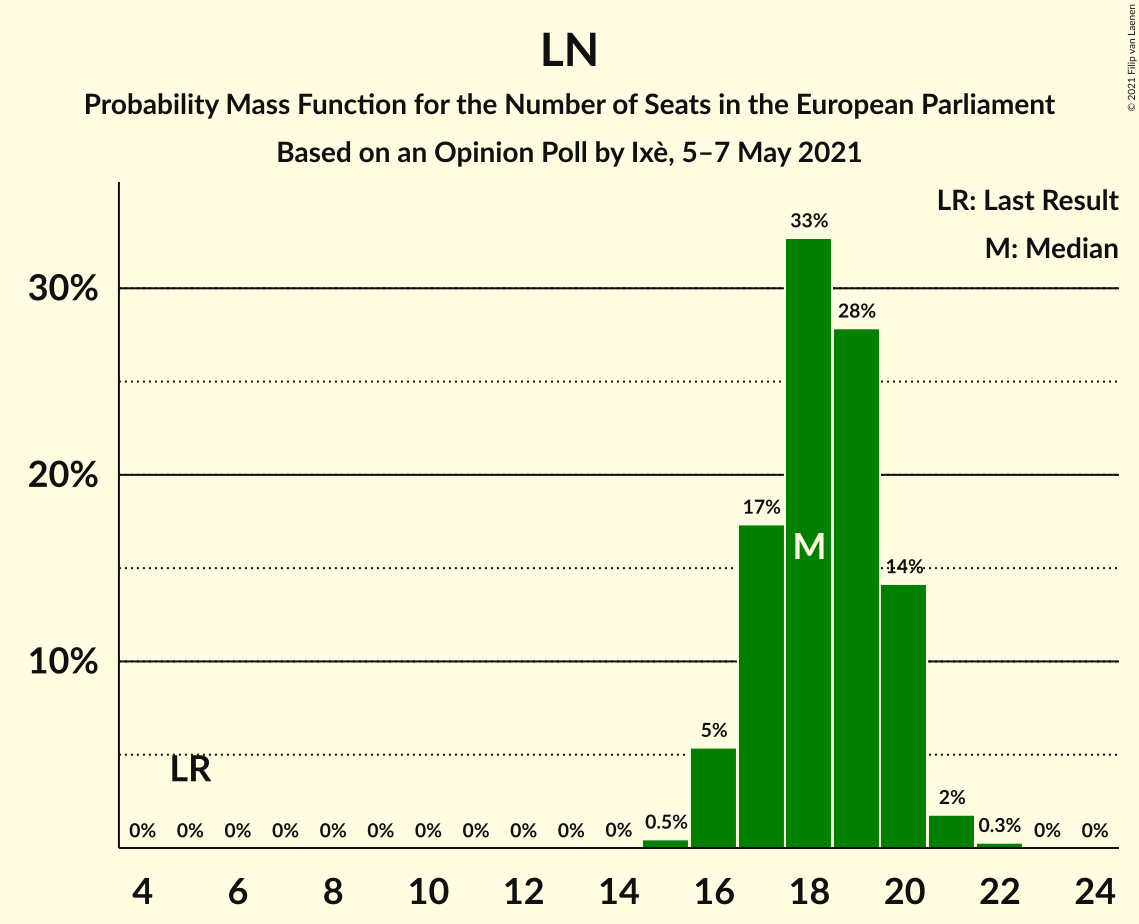 LN
Probability Mass Function for the Number of Seats in the European Parliament
Based on an Opinion Poll by Ixè, 5–7 May 2021
© 2021 Filip van Laenen
LR: Last Result
M: Median
30%
20%
10%
33%
28%
17%
M
14%
5%
LR
2%
0% 0% 0% 0% 0% 0% 0% 0% 0% 0% 0% 0.5% 0.3% 0% 0%
4 6 8 10 12 14 16 18 20 22 24